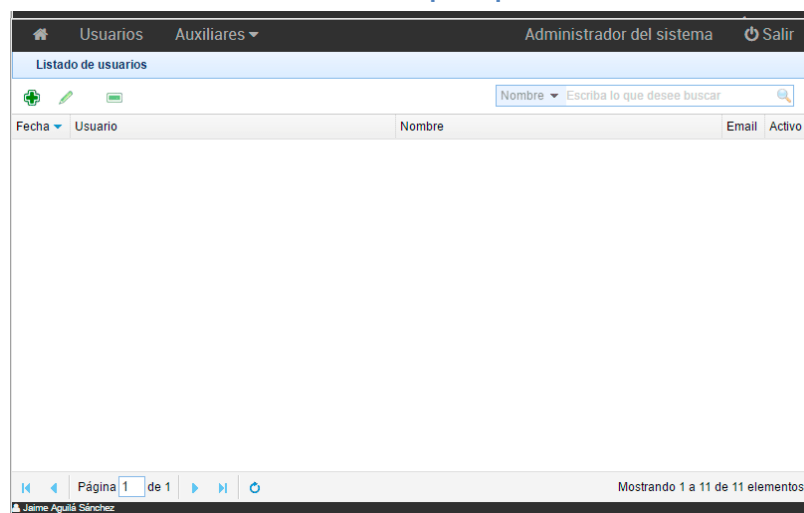 Usuarios Auxiliares Administrador del sistema Salir
Listado de usuarios
Nombre Escriba lo que desee buscar
Fecha Usuario Nombre Email Activo
Página 1 de 1 Mostrando 1 a 11 de 11 elementos
Jaime Aguilá Sánchez